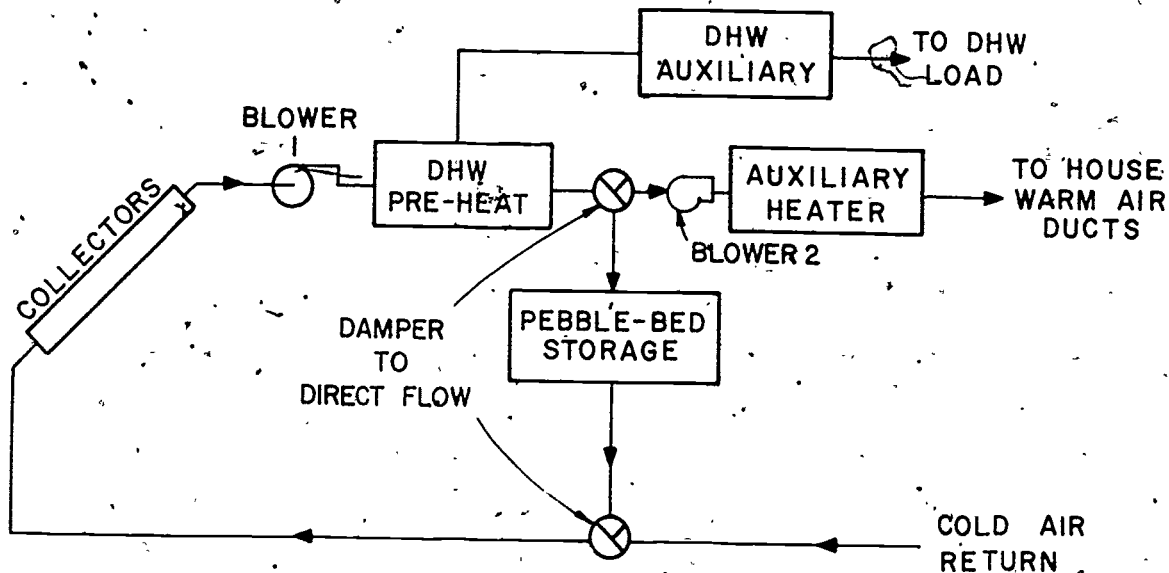 DHW
AUXILIARY
TO DHW
LOAD
BLOWER
1
DHW
PRE-HEAT
AUXILIARY
HEATER
TO HOUSE
WARM AIR
DUCTS
BLOWER 2
COLLECTORS
PEBBLE-BED
STORAGE
DAMPER
TO
DIRECT FLOW
COLD AIR
RETURN